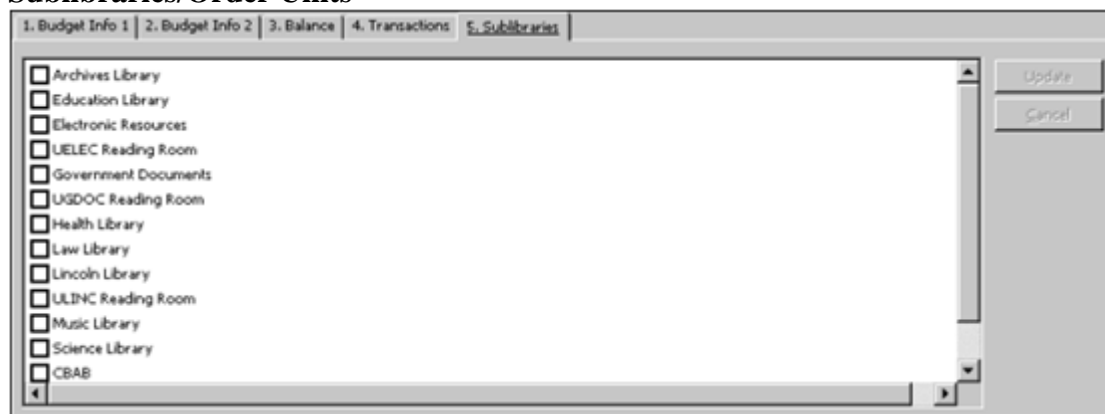 Sublibraries/Order Units
1. Budget Info 1 2. Budget Info 2 3. Balance 4. Transactions 5. Sublibraries
Archives Library
Update
Education Library
Cancel
Electronic Resources
UELEC Reading Room
Government Documents
UGDOC Reading Room
Health Library
Law Library
Lincoln Library
ULINC Reading Room
Music Library
Science Library
CBAB